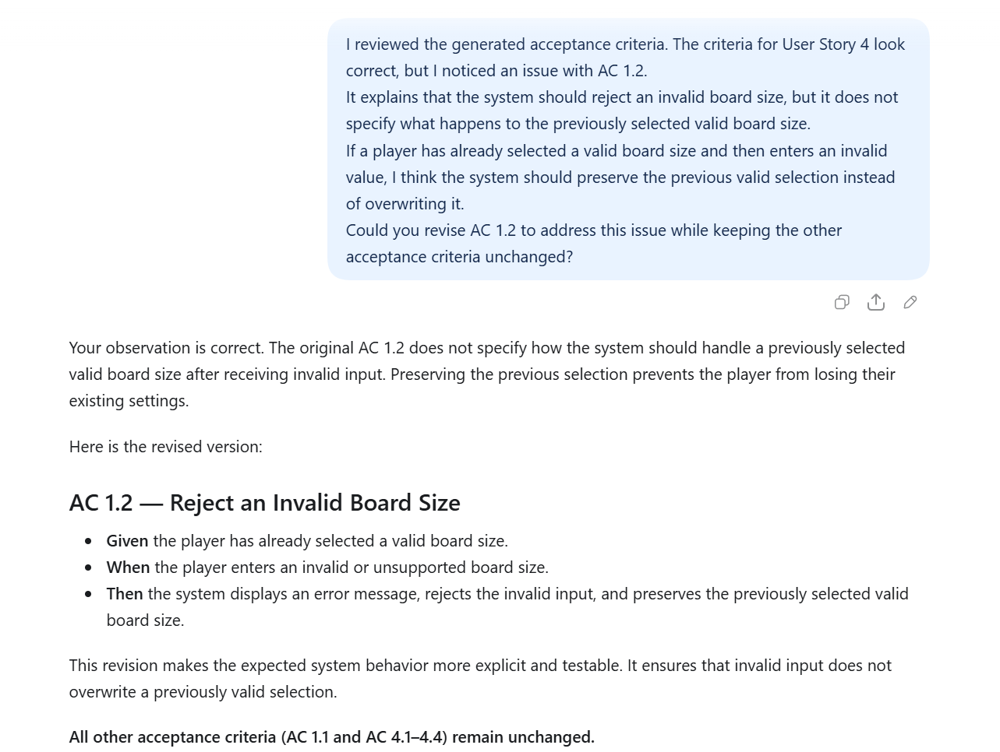 I reviewed the generated acceptance criteria. The criteria for User Story 4 look
correct, but I noticed an issue with AC 1.2.
It explains that the system should reject an invalid board size, but it does not
specify what happens to the previously selected valid board size.
If a player has already selected a valid board size and then enters an invalid
value, I think the system should preserve the previous valid selection instead
of overwriting it.
Could you revise AC 1.2 to address this issue while keeping the other
acceptance criteria unchanged?
Your observation is correct. The original AC 1.2 does not specify how the system should handle a previously selected
valid board size after receiving invalid input. Preserving the previous selection prevents the player from losing their
existing settings.
Here is the revised version:
AC 1.2 — Reject an Invalid Board Size
• Given the player has already selected a valid board size.
• When the player enters an invalid or unsupported board size.
• Then the system displays an error message, rejects the invalid input, and preserves the previously selected valid
board size.
This revision makes the expected system behavior more explicit and testable. It ensures that invalid input does not
overwrite a previously valid selection.
All other acceptance criteria (AC 1.1 and AC 4.1–4.4) remain unchanged.